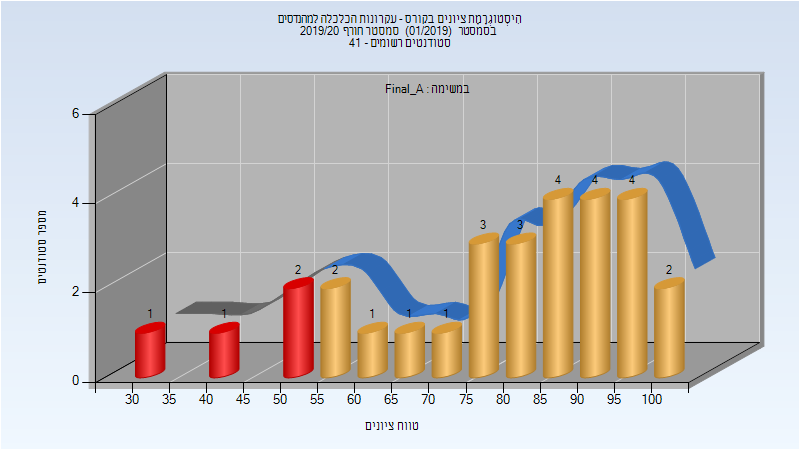 היסטוגרמת ציונים בקורס - עקרונות הכלכלה למהנדסים
בסמסטר (01/2019) סמסטר חורף 2019/20
סטודנטים רשומים - 41
במשימה : Final_A
מספר סטודנטים
6
4
2
0
1
1
2
2
1
1
1
3
3
4
4
4
2
30 35 40 45 50 55 60 65 70 75 80 85 90 95 100
טווח ציונים